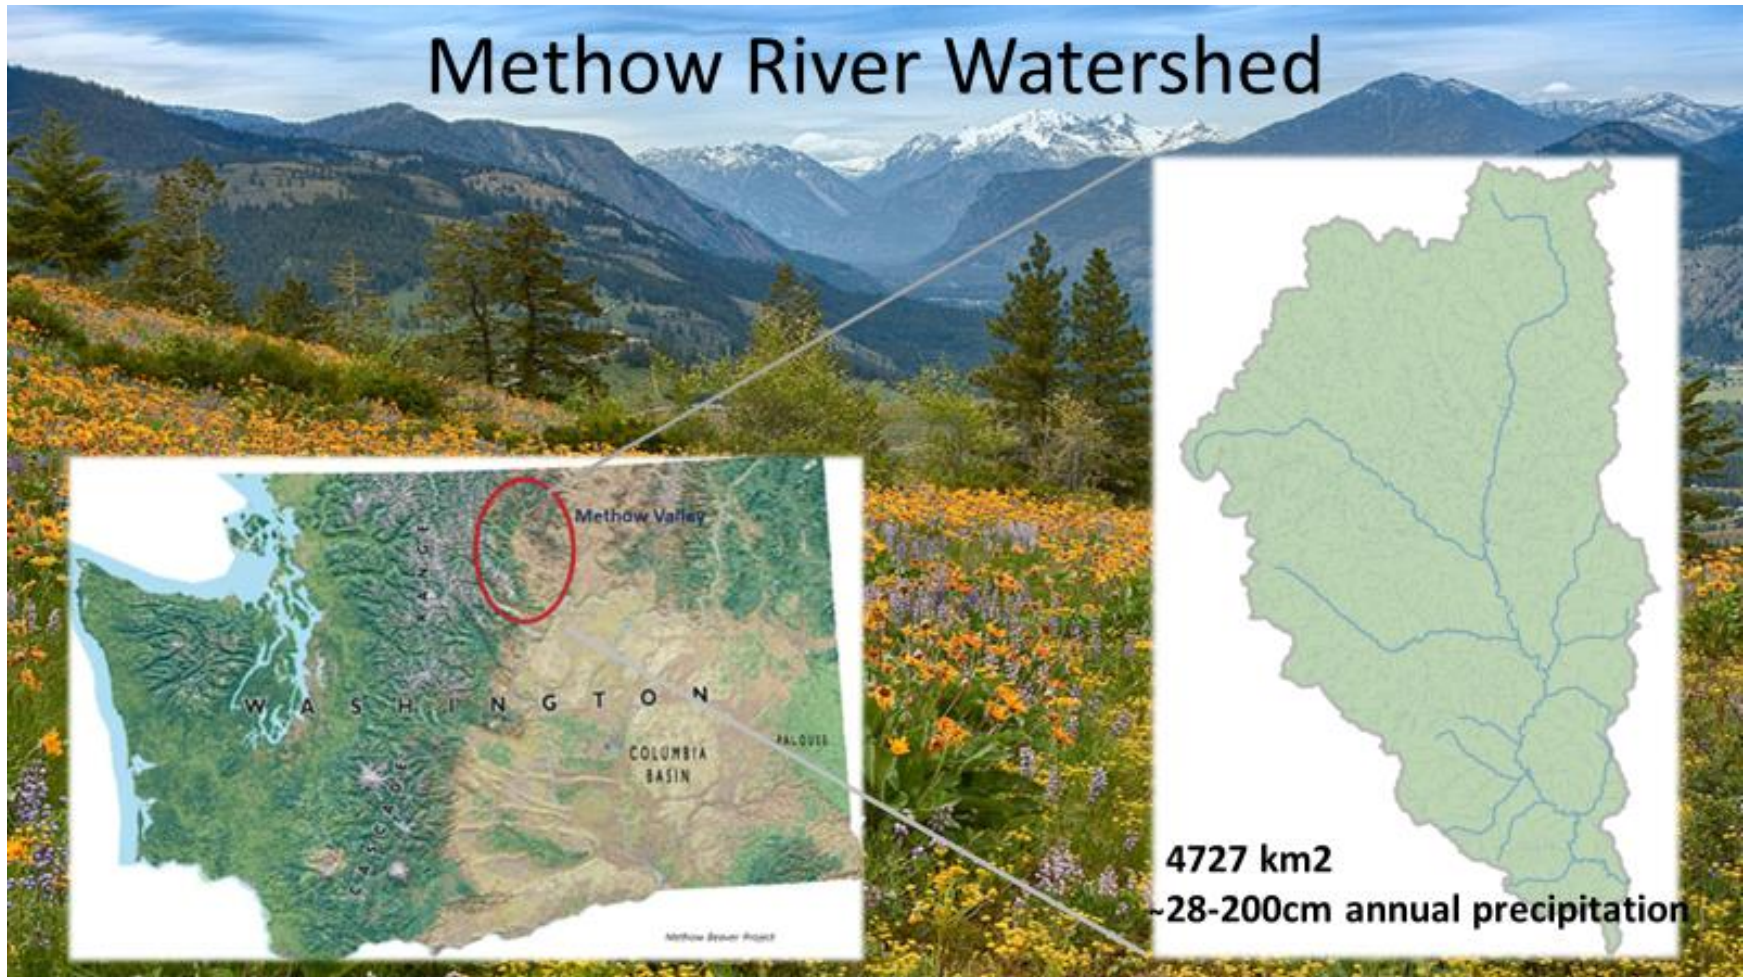 Methow River Watershed
Methow Valley
RANGE
WASHINGTON
COLUMBIA
BASIN
PALOUSE
CASCADE
Methow Beaver Project
4727 km2
~28-200cm annual precipitation